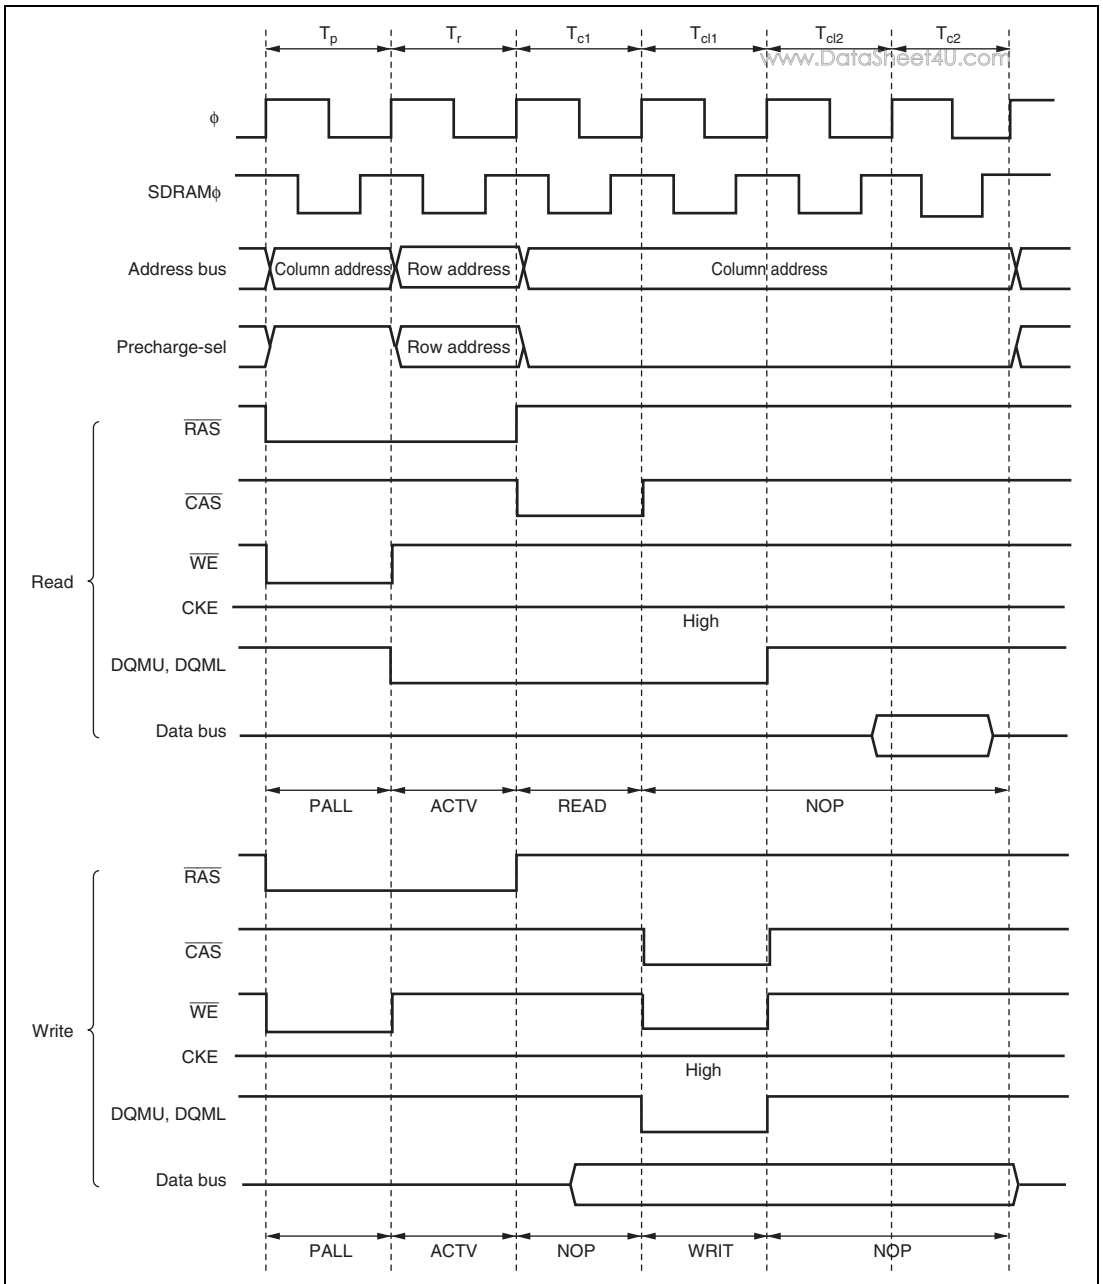 Tp Tr Tc1 Tcl1 Tcl2 Tc2
www.DataSheet4U.com
ϕ
SDRAMϕ
Address bus Column address Row address Column address
Precharge-sel Row address
RAS
CAS
WE
Read
CKE
High
DQMU, DQML
Data bus
PALL ACTV READ NOP
RAS
CAS
WE
Write
CKE
High
DQMU, DQML
Data bus
PALL ACTV NOP WRIT NOP